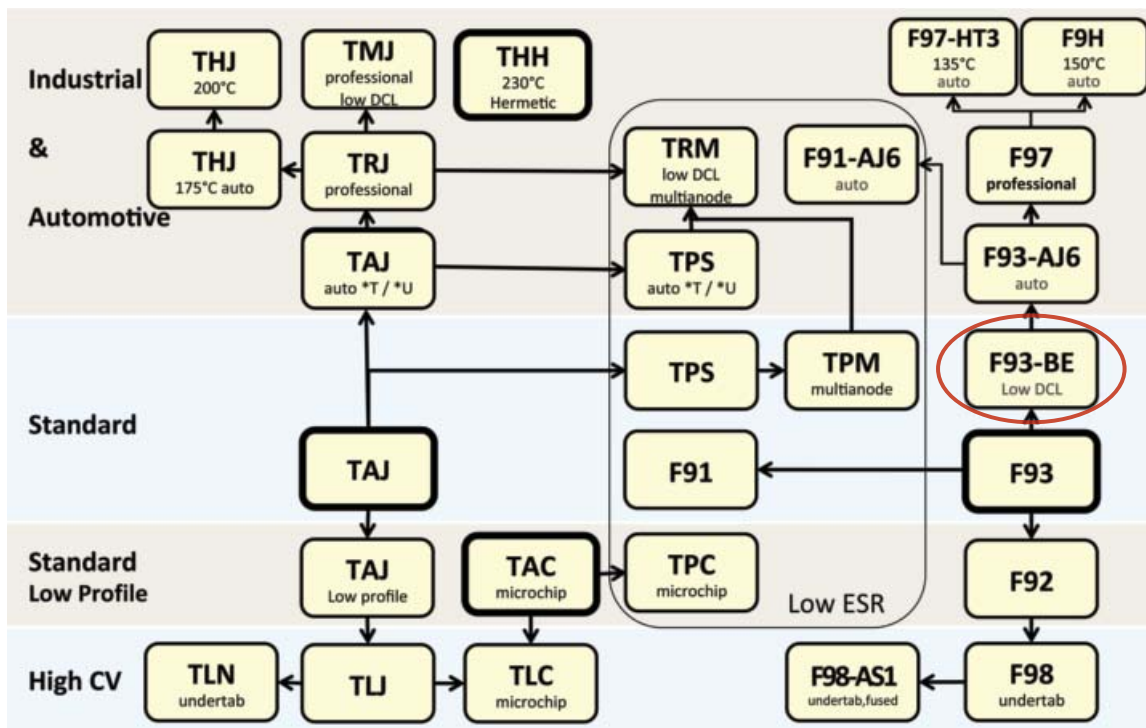 Industrial
&
Automotive
THJ
200°C
TMJ
professional
low DCL
THH
230°C
Hermetic
F97-HT3
135°C
auto
F9H
150°C
auto
THJ
175°C auto
TRJ
professional
TRM
low DCL
multianode
F91-AJ6
auto
F97
professional
TAJ
auto *T / *U
TPS
auto *T / *U
F93-AJ6
auto
Standard
TPS
TPM
multianode
F93-BE
Low DCL
TAJ
F91
F93
Standard
Low Profile
TAJ
Low profile
TAC
microchip
TPC
microchip
Low ESR
F92
High CV
TLN
undertab
TLJ
TLC
microchip
F98-AS1
undertab,fused
F98
undertab